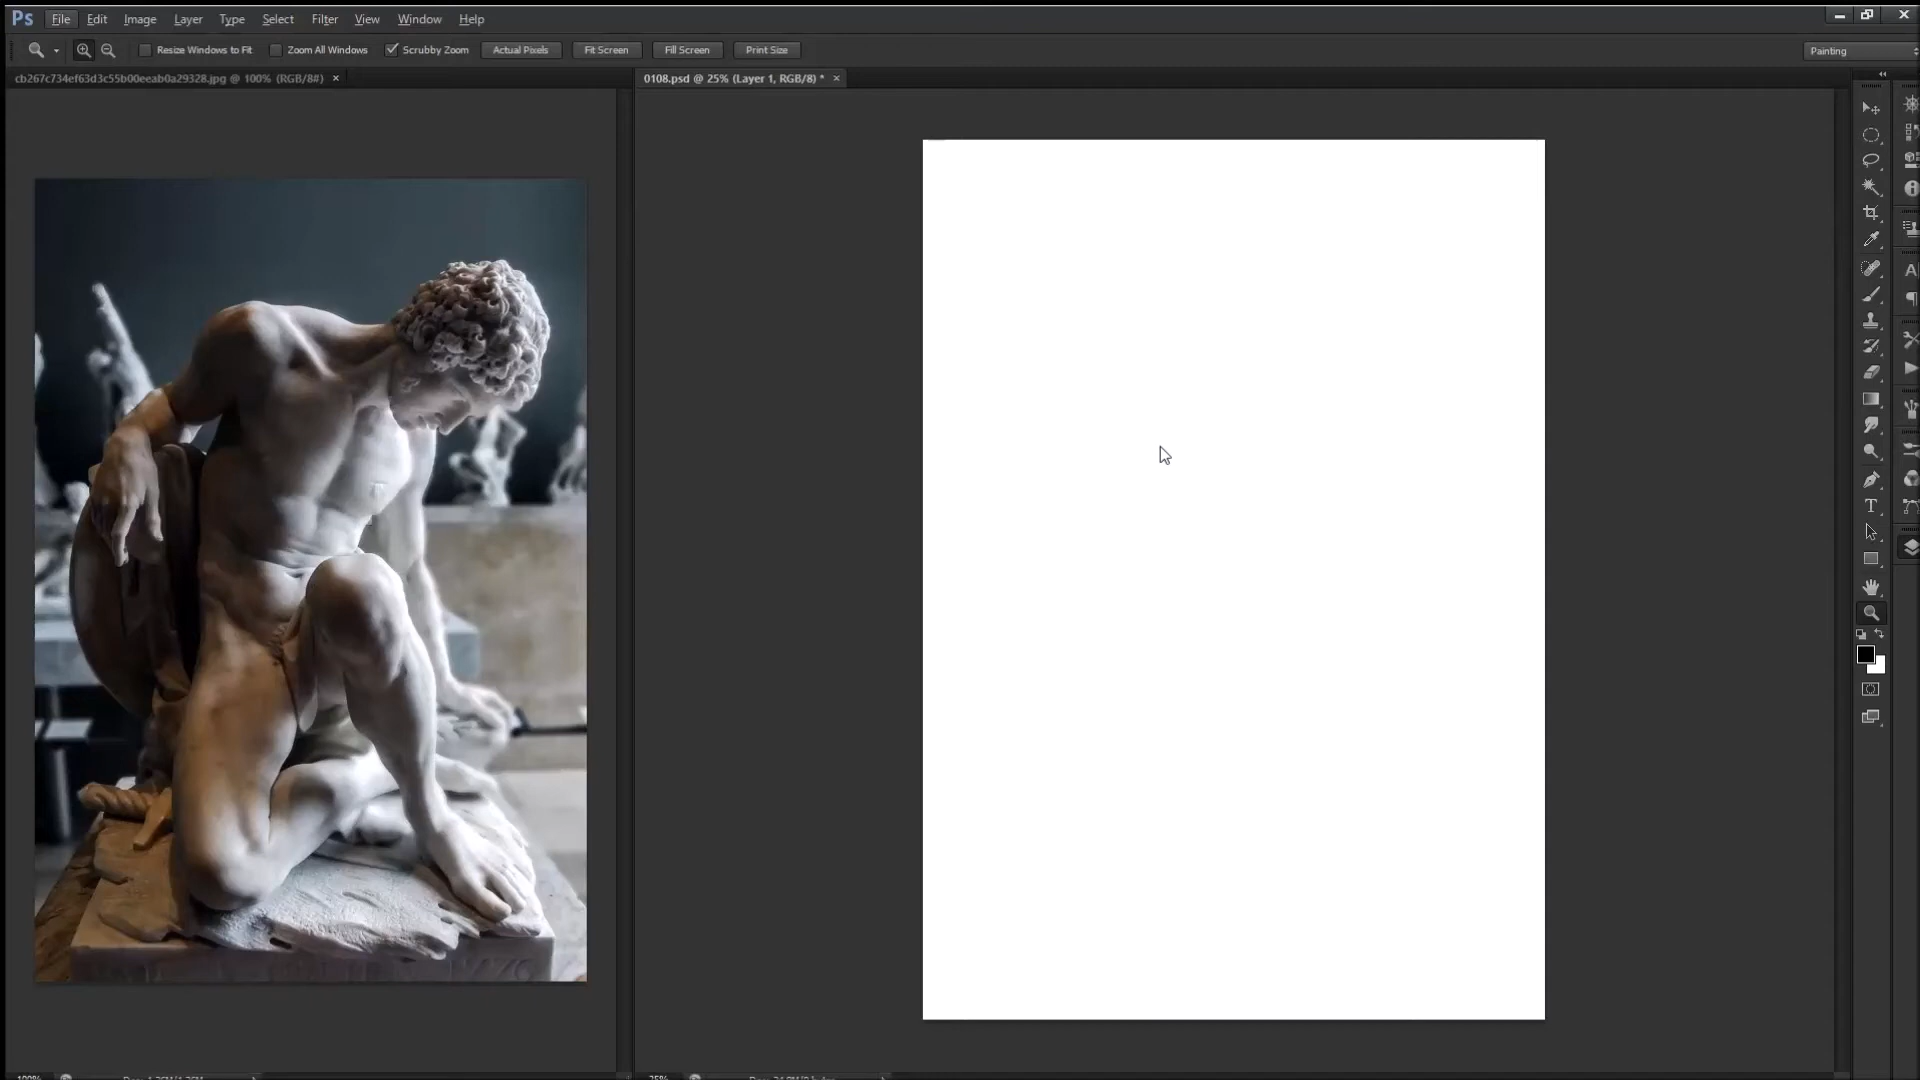 Ps File Edit Image Layer Type Select Filter View Window Help
Resize Windows to Fit Zoom All Windows Scrubby Zoom Actual Pixels Fit Screen Fill Screen Print Size Painting
cb267c734ef63d3c55b00eeab0a29328.jpg @ 100% (RGB/8#) × 0108.psd @ 25% (Layer 1, RGB/8) * ×